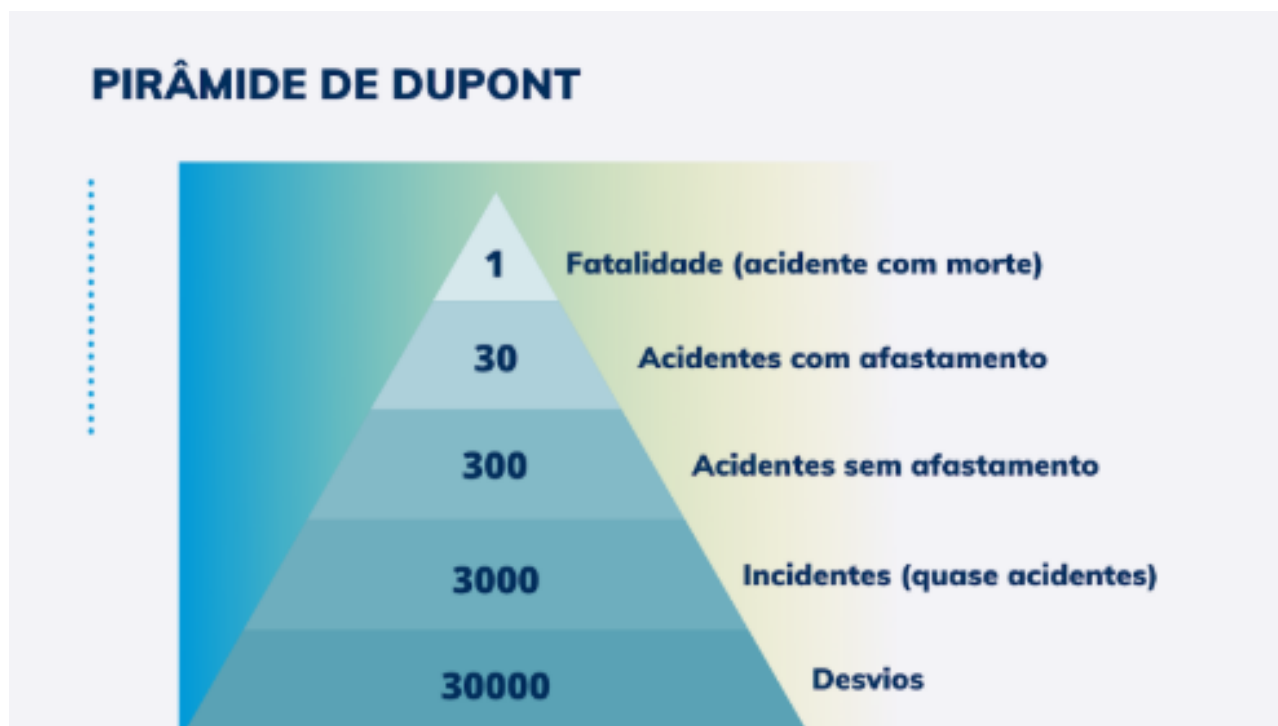 PIRÂMIDE DE DUPONT
1 Fatalidade (acidente com morte)
30 Acidentes com afastamento
300 Acidentes sem afastamento
3000 Incidentes (quase acidentes)
30000 Desvios